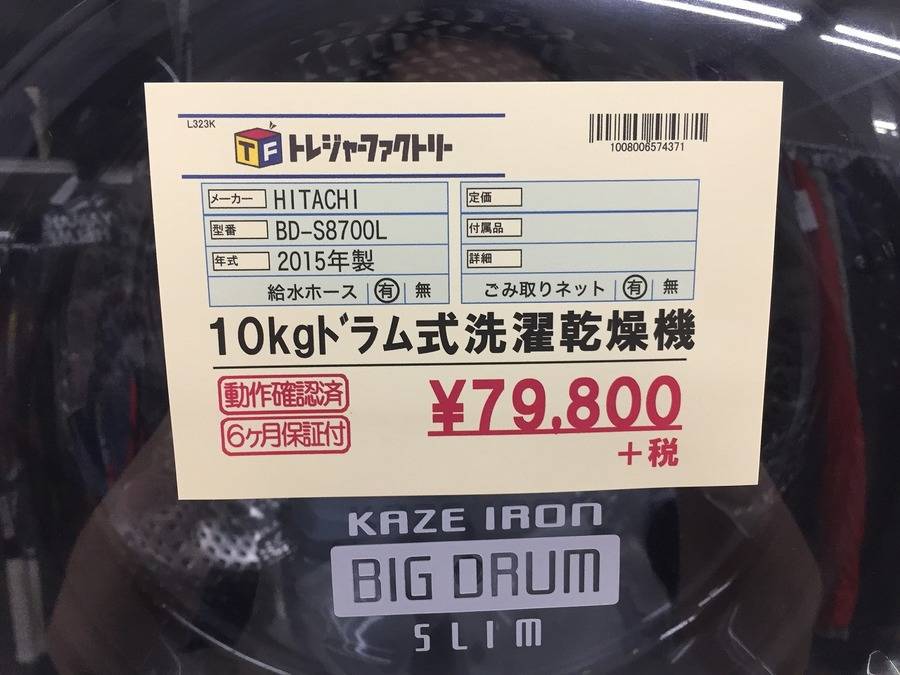 L323K
TF トレジャーファクトリー
1008006574371
メーカー HITACHI
型番 BD-S8700L
年式 2015年製
給水ホース 有 無
定価
付属品
詳細
ごみ取りネット 有 無
10kgドラム式洗濯乾燥機
動作確認済
6ヶ月保証付
¥79,800
+税
KAZE IRON
BIG DRUM
SLIM